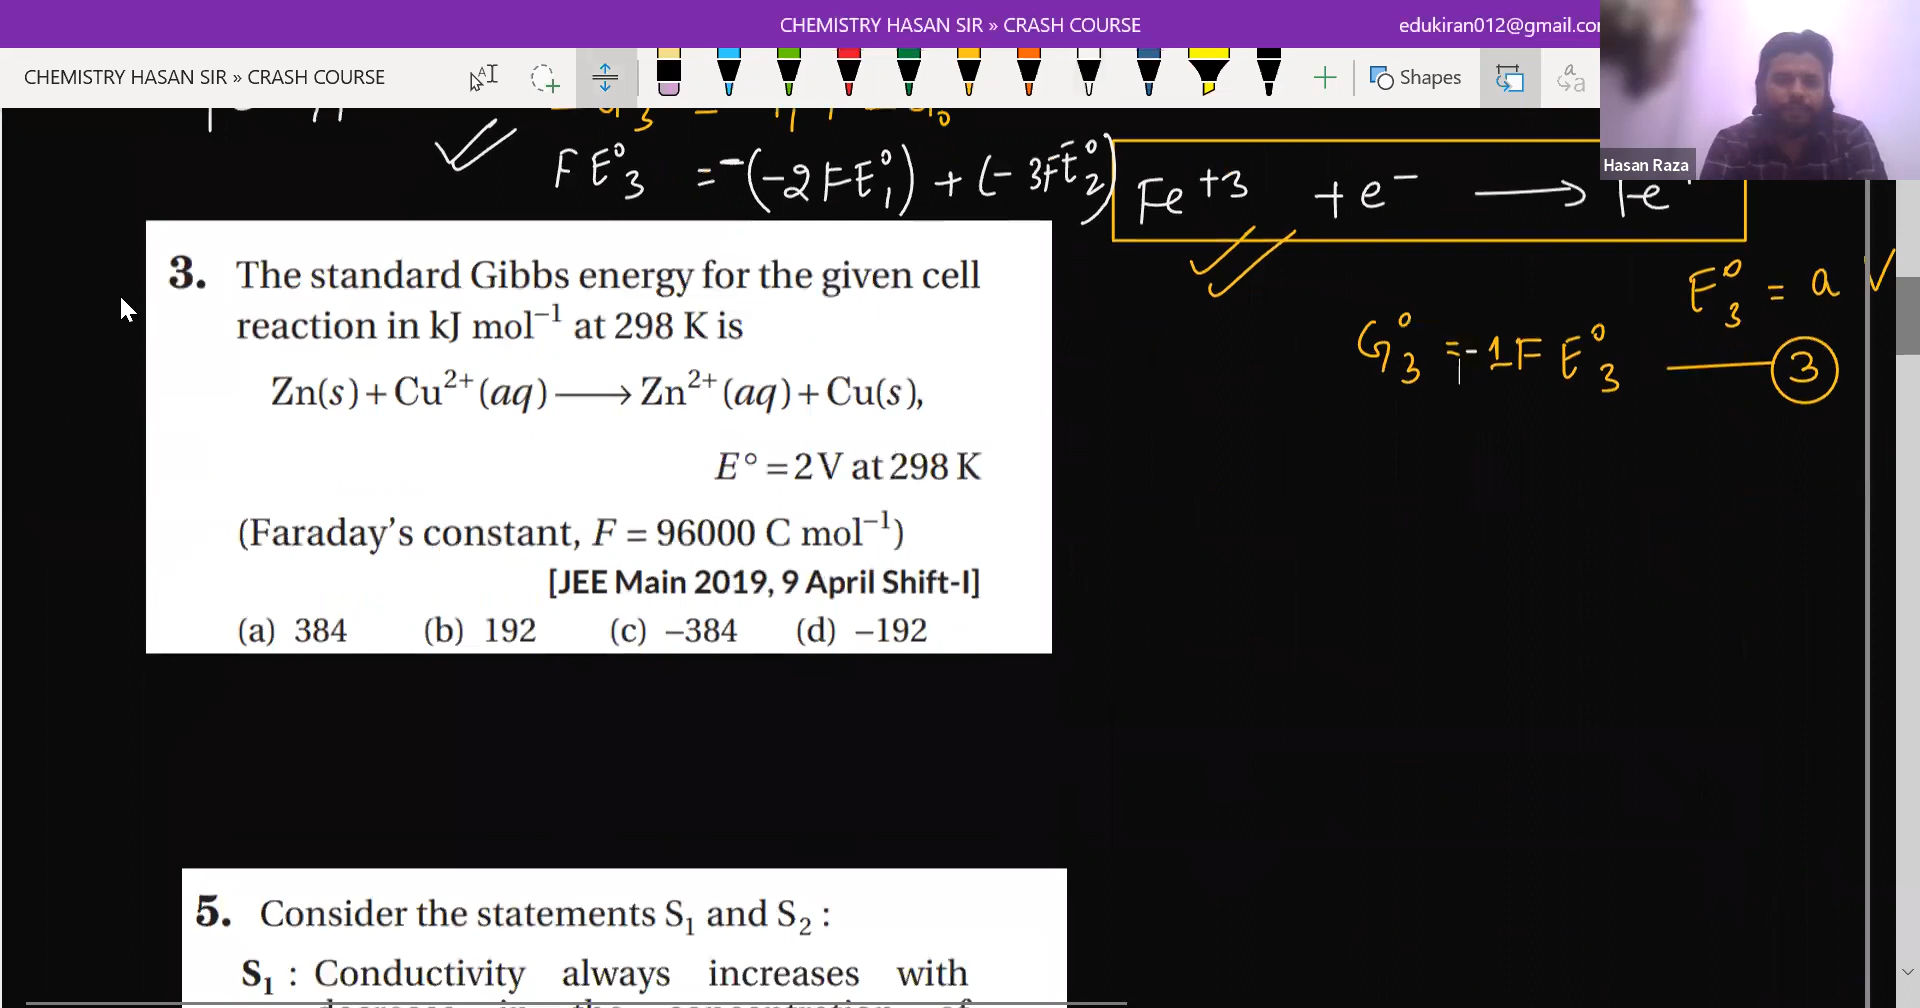 CHEMISTRY HASAN SIR » CRASH COURSE
edukiran012@gmail.co
CHEMISTRY HASAN SIR » CRASH COURSE
Shapes
Hasan Raza
FE°₃ = -(-2FE°₁) + (-3FE°₂)
Fe⁺³ + e⁻ ⟶ Fe
E°₃ = a V
G°₃ = -1F E°₃ — 3
3. The standard Gibbs energy for the given cell
reaction in kJ mol⁻¹ at 298 K is
Zn(s) + Cu²⁺(aq) ⟶ Zn²⁺(aq) + Cu(s),
E° = 2 V at 298 K
(Faraday’s constant, F = 96000 C mol⁻¹)
[JEE Main 2019, 9 April Shift-I]
(a) 384 (b) 192 (c) –384 (d) –192
5. Consider the statements S₁ and S₂ :
S₁ : Conductivity always increases with